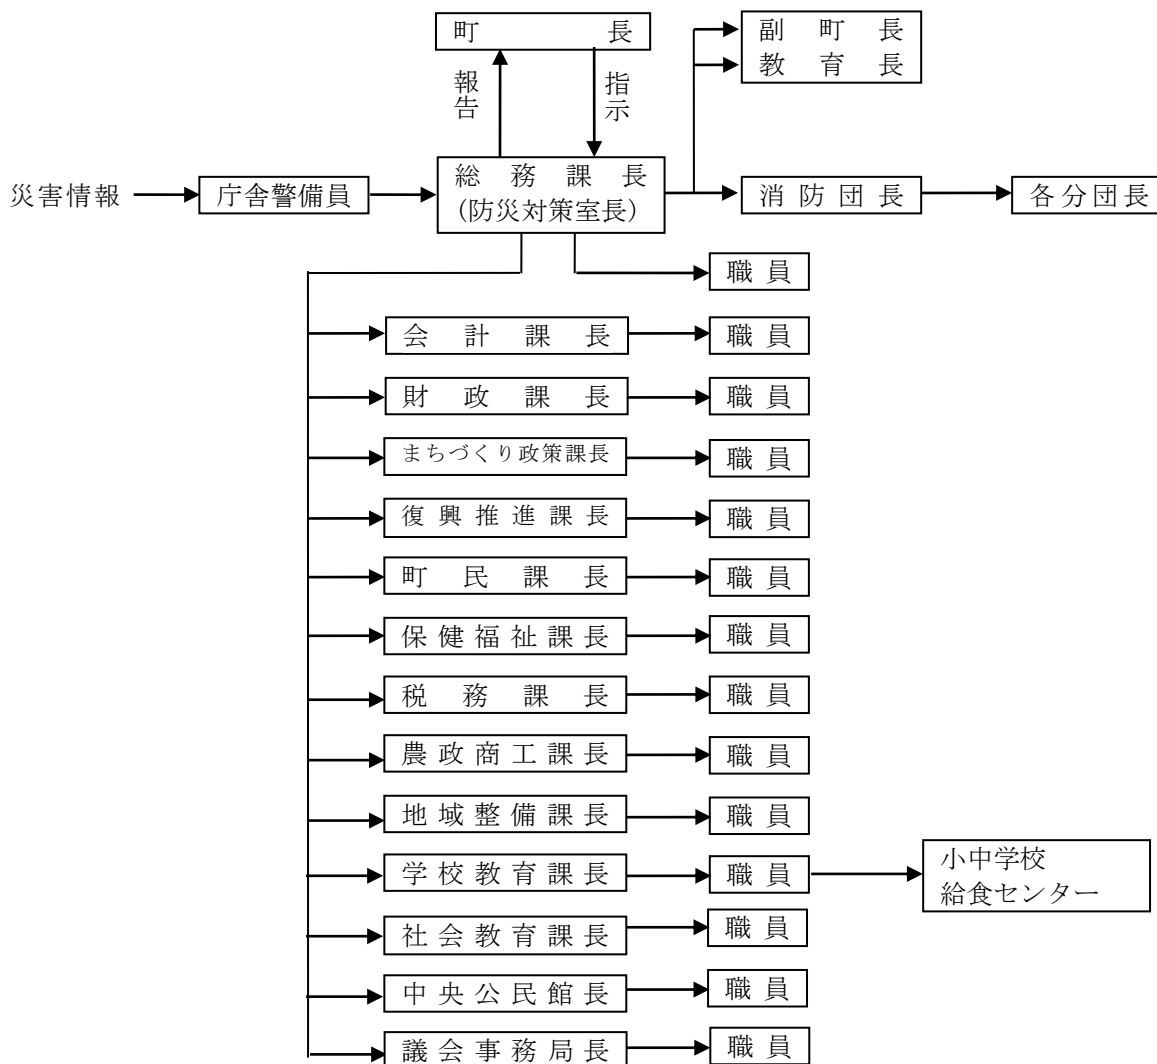 町長
副町長
教育長
報告
指示
災害情報
庁舎警備員
総務課長
(防災対策室長)
消防団長
各分団長
職員
会計課長
職員
財政課長
職員
まちづくり政策課長
職員
復興推進課長
職員
町民課長
職員
保健福祉課長
職員
税務課長
職員
農政商工課長
職員
地域整備課長
職員
学校教育課長
職員
小中学校
給食センター
社会教育課長
職員
中央公民館長
職員
議会事務局長
職員